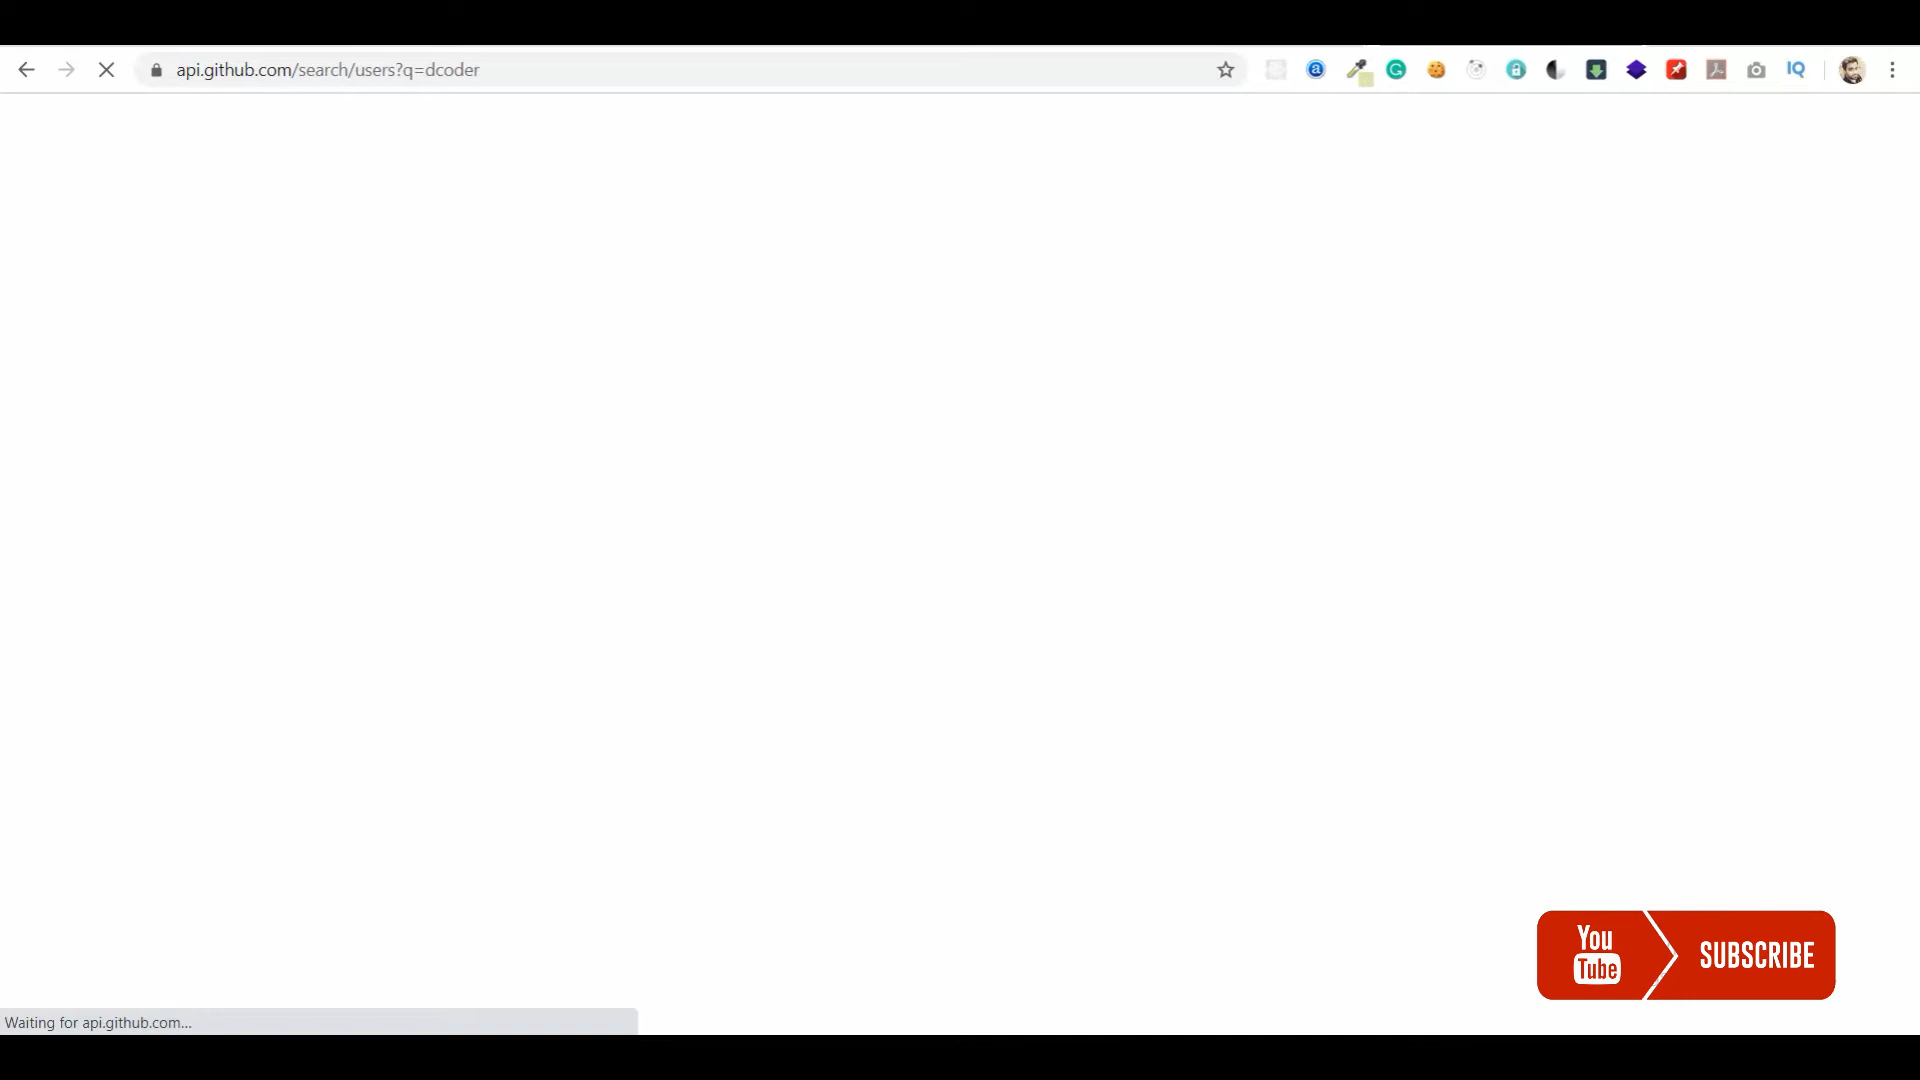 api.github.com/search/users?q=dcoder
a
G
IQ
You
Tube
SUBSCRIBE
Waiting for api.github.com...